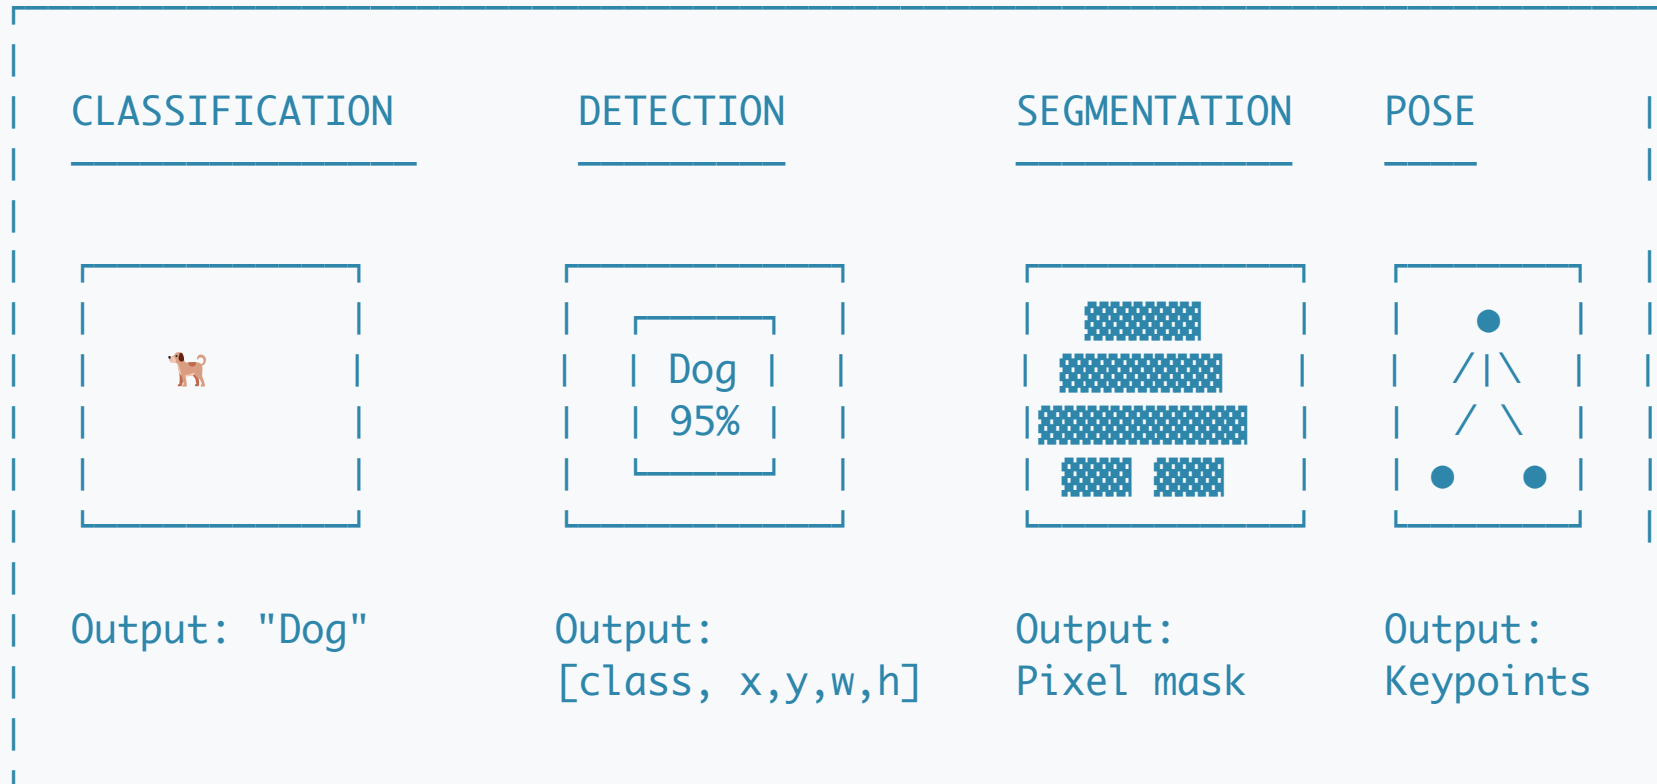 CLASSIFICATION DETECTION SEGMENTATION POSE
Dog
95%
Output: "Dog" Output: Output: Output:
[class, x,y,w,h] Pixel mask Keypoints